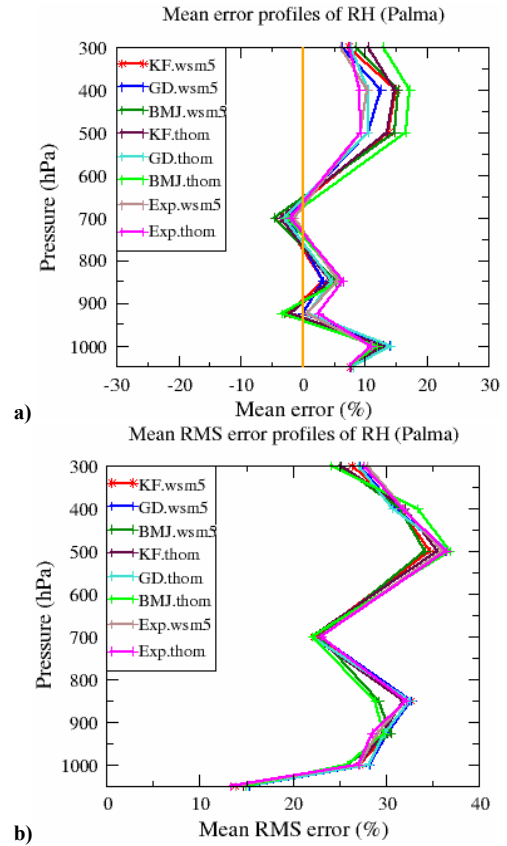 Mean error profiles of RH (Palma)
300
400
500
600
700
800
900
1000
Pressure (hPa)
KF.wsm5
GD.wsm5
BMJ.wsm5
KF.thom
GD.thom
BMJ.thom
Exp.wsm5
Exp.thom
-30 -20 -10 0 10 20 30
Mean error (%)
a)
Mean RMS error profiles of RH (Palma)
300
400
500
600
700
800
900
1000
Pressure (hPa)
KF.wsm5
GD.wsm5
BMJ.wsm5
KF.thom
GD.thom
BMJ.thom
Exp.wsm5
Exp.thom
0 10 20 30 40
Mean RMS error (%)
b)